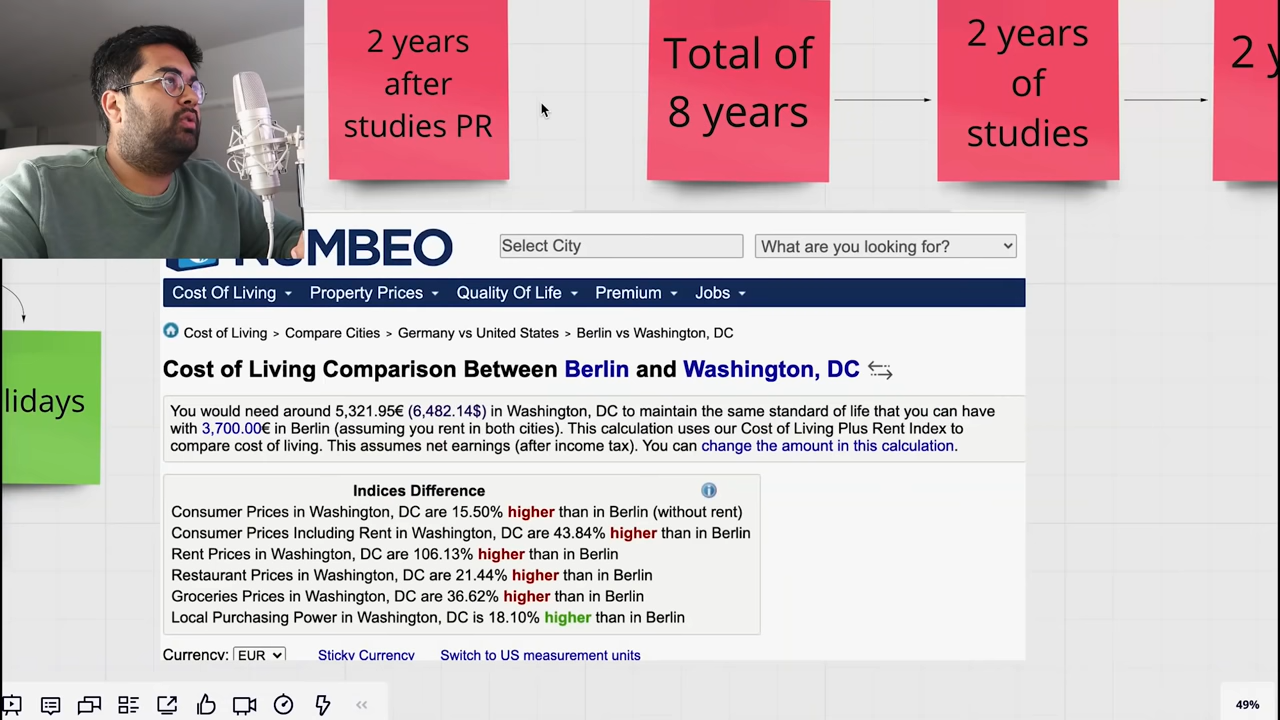 2 years
after
studies PR
Total of
8 years
2 years
of
studies
2 y
lidays
NUMBEO
Select City
What are you looking for?
Cost Of Living Property Prices Quality Of Life Premium Jobs
Cost of Living > Compare Cities > Germany vs United States > Berlin vs Washington, DC
Cost of Living Comparison Between Berlin and Washington, DC
You would need around 5,321.95€ (6,482.14$) in Washington, DC to maintain the same standard of life that you can have
with 3,700.00€ in Berlin (assuming you rent in both cities). This calculation uses our Cost of Living Plus Rent Index to
compare cost of living. This assumes net earnings (after income tax). You can change the amount in this calculation.
Indices Difference
Consumer Prices in Washington, DC are 15.50% higher than in Berlin (without rent)
Consumer Prices Including Rent in Washington, DC are 43.84% higher than in Berlin
Rent Prices in Washington, DC are 106.13% higher than in Berlin
Restaurant Prices in Washington, DC are 21.44% higher than in Berlin
Groceries Prices in Washington, DC are 36.62% higher than in Berlin
Local Purchasing Power in Washington, DC is 18.10% higher than in Berlin
Currency: EUR Sticky Currency Switch to US measurement units
49%